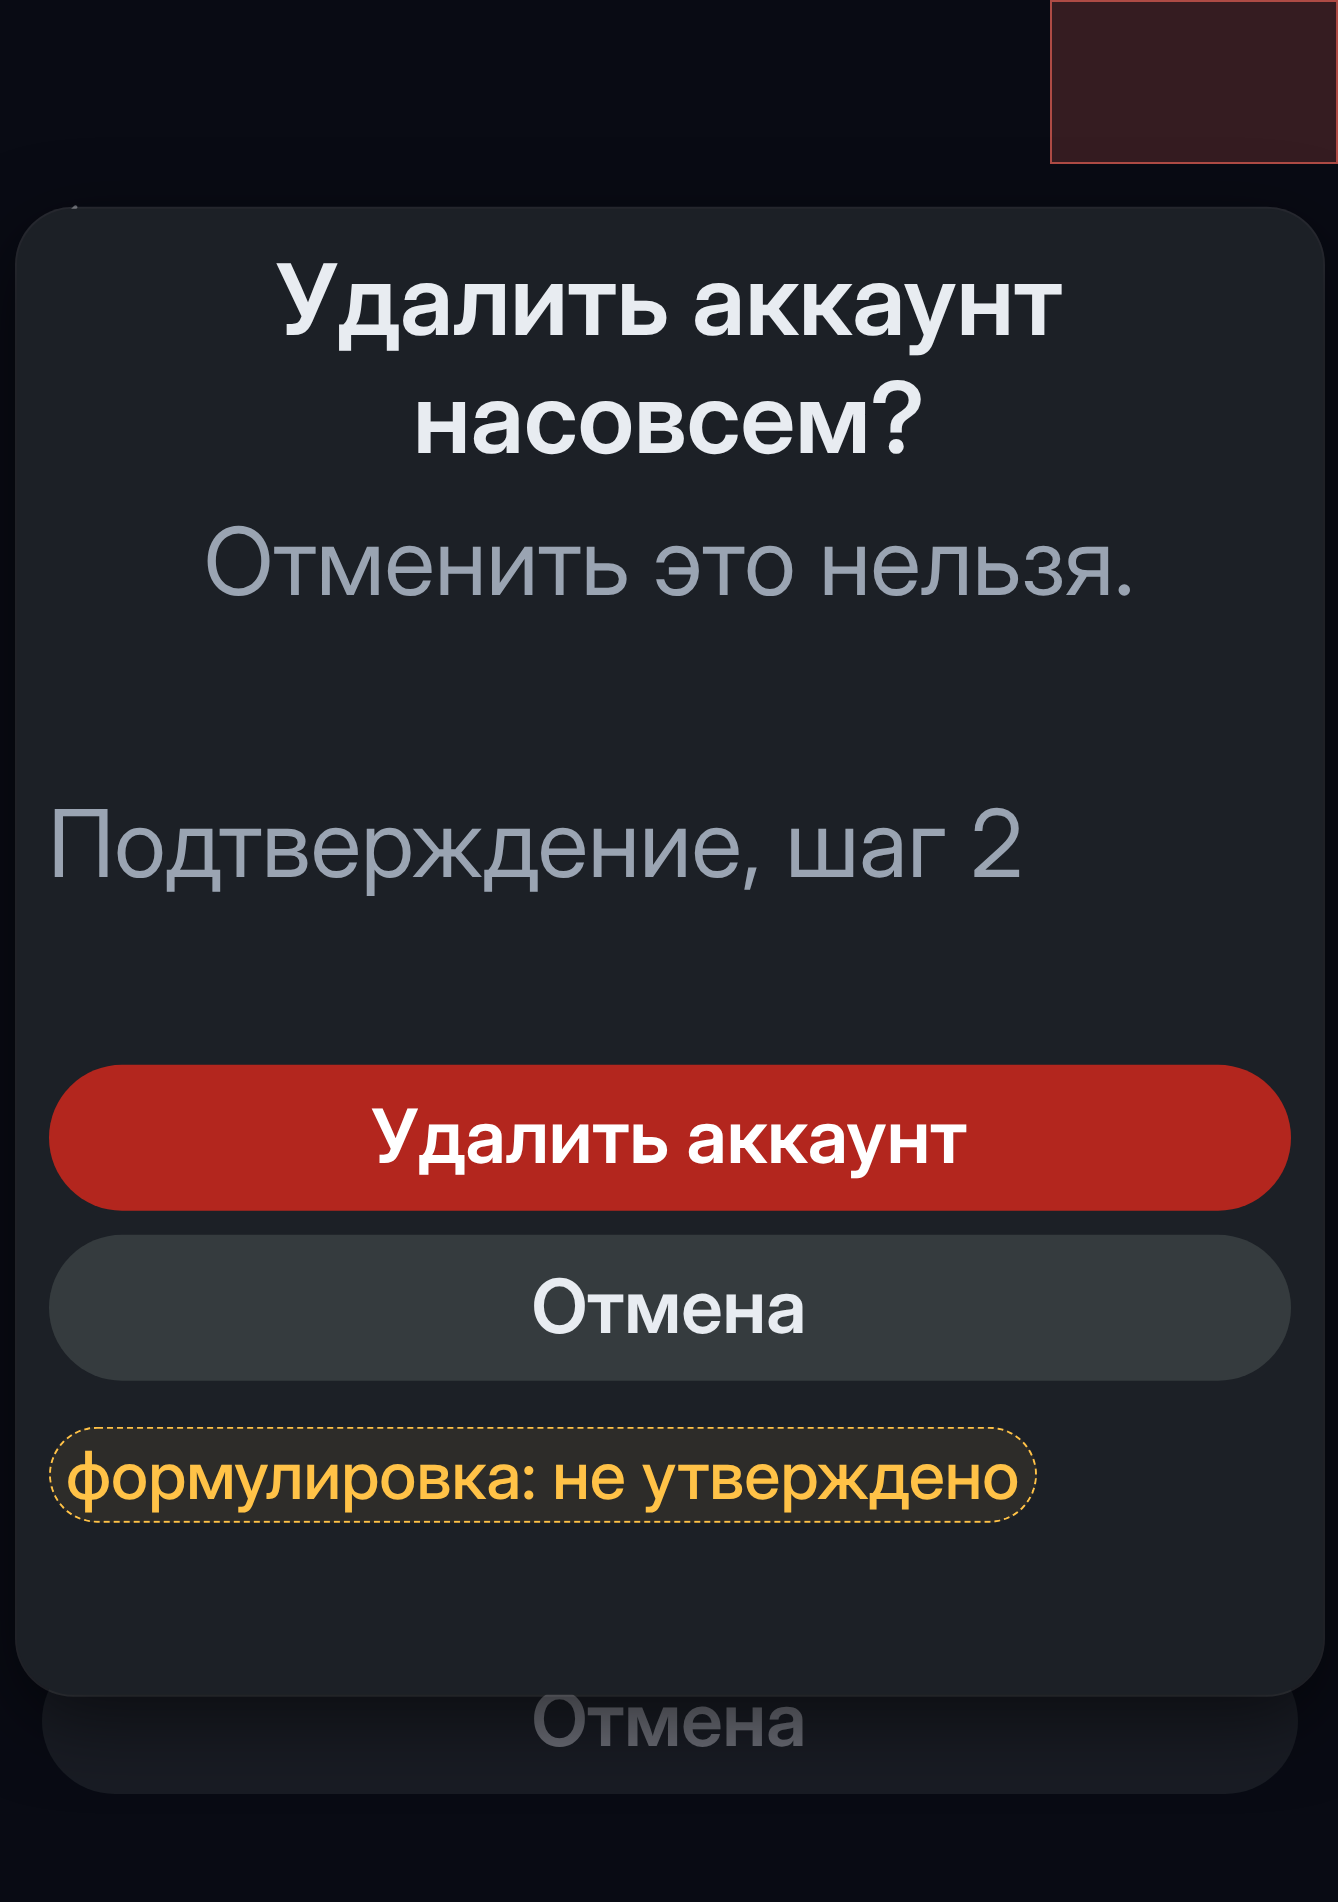 Удалить аккаунт
насовсем?
Отменить это нельзя.
Подтверждение, шаг 2
Удалить аккаунт
Отмена
формулировка: не утверждено
Отмена